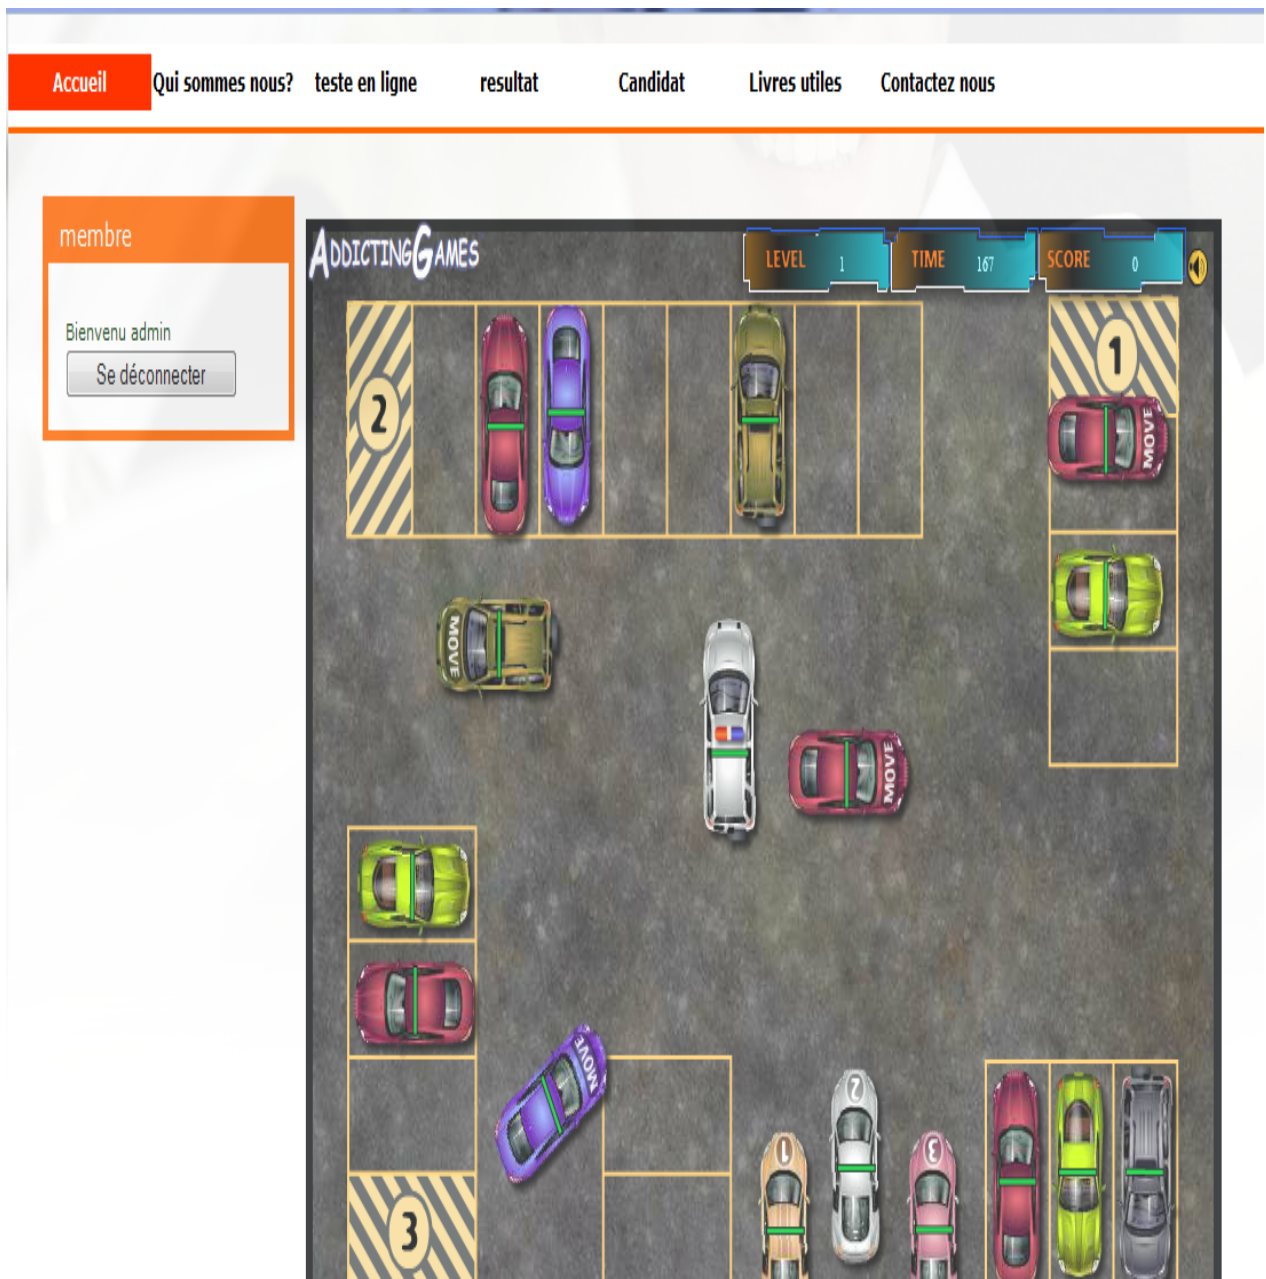 Accueil Qui sommes nous? teste en ligne resultat Candidat Livres utiles Contactez nous
membre
Bienvenu admin
Se déconnecter
ADDICTINGGAMES
LEVEL 1 TIME 167 SCORE 0
1
2
MOVE
MOVE
MOVE
MOVE
2
1
3
3